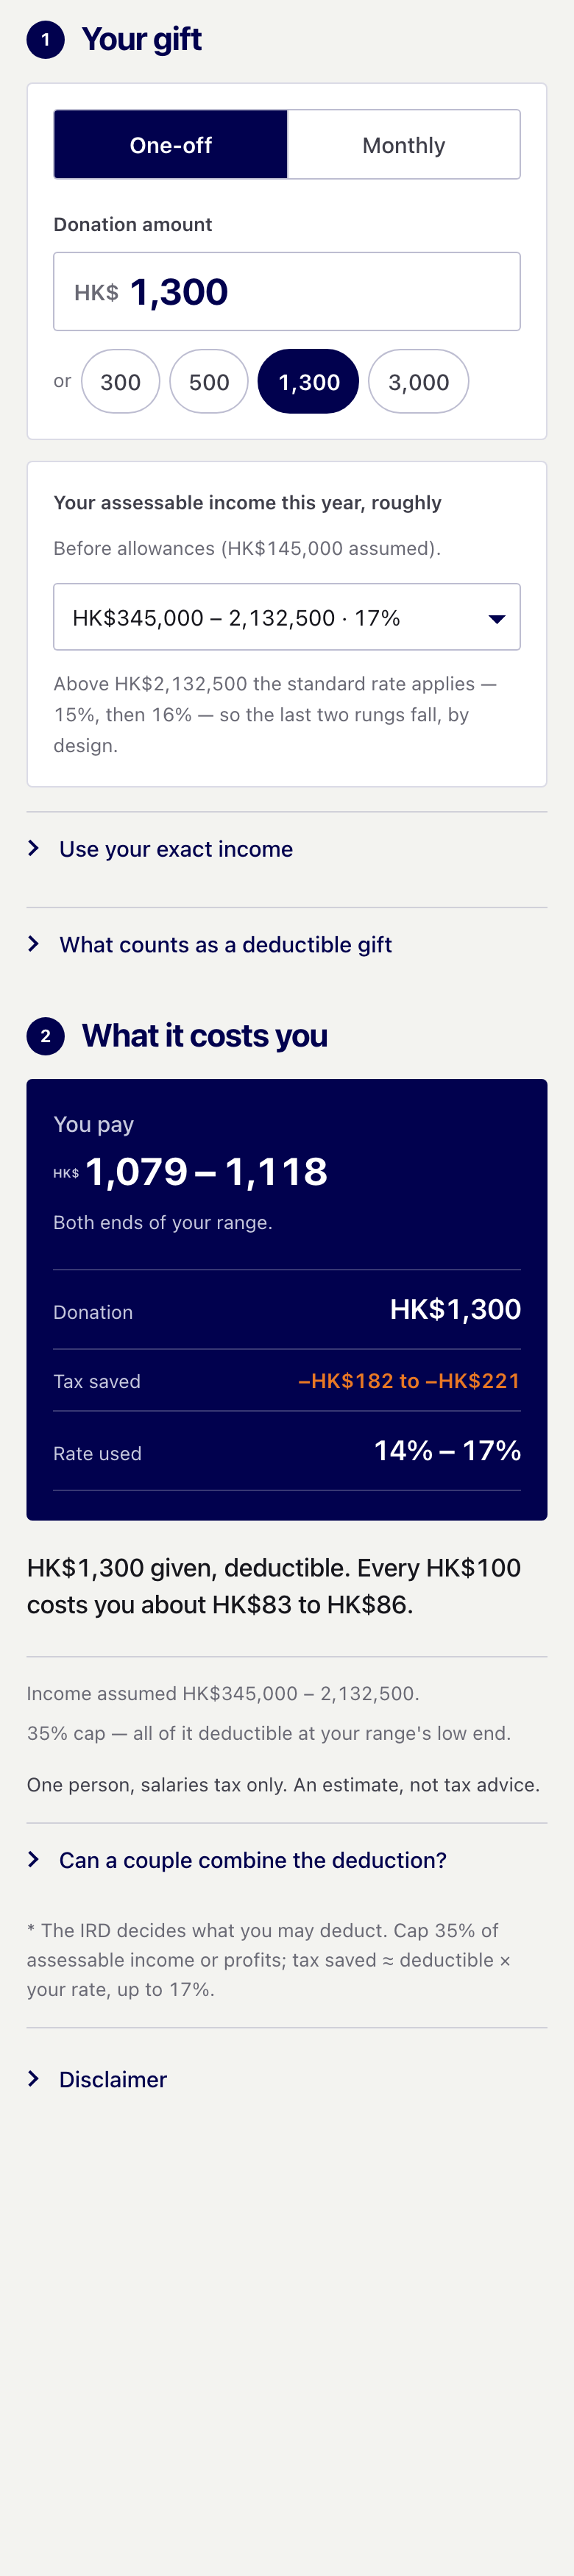 1 Your gift
One-off Monthly
Donation amount
HK$ 1,300
or 300 500 1,300 3,000
Your assessable income this year, roughly
Before allowances (HK$145,000 assumed).
HK$345,000 – 2,132,500 · 17%
Above HK$2,132,500 the standard rate applies —
15%, then 16% — so the last two rungs fall, by
design.
Use your exact income
What counts as a deductible gift
2 What it costs you
You pay
HK$ 1,079 – 1,118
Both ends of your range.
Donation HK$1,300
Tax saved –HK$182 to –HK$221
Rate used 14% – 17%
HK$1,300 given, deductible. Every HK$100
costs you about HK$83 to HK$86.
Income assumed HK$345,000 – 2,132,500.
35% cap — all of it deductible at your range's low end.
One person, salaries tax only. An estimate, not tax advice.
Can a couple combine the deduction?
* The IRD decides what you may deduct. Cap 35% of
assessable income or profits; tax saved ≈ deductible ×
your rate, up to 17%.
Disclaimer